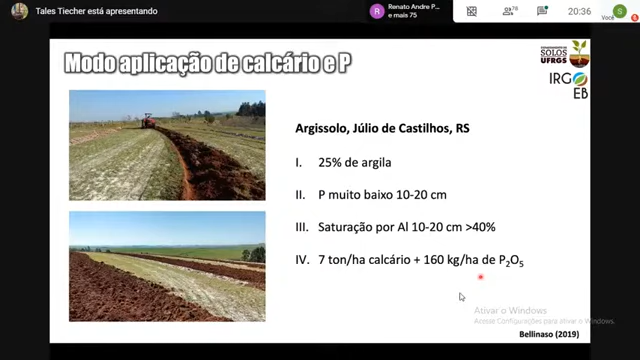 Tales Tiecher está apresentando
R
Renato Andre P...
e mais 75
78
20:36
S
Você
Modo aplicação de calcário e P
SOLOS
UFRGS
IRG
EB
Argissolo, Júlio de Castilhos, RS
I. 25% de argila
II. P muito baixo 10-20 cm
III. Saturação por Al 10-20 cm >40%
IV. 7 ton/ha calcário + 160 kg/ha de P₂O₅
Ativar o Windows
Acesse Configurações para ativar o Windows.
Bellinaso (2019)